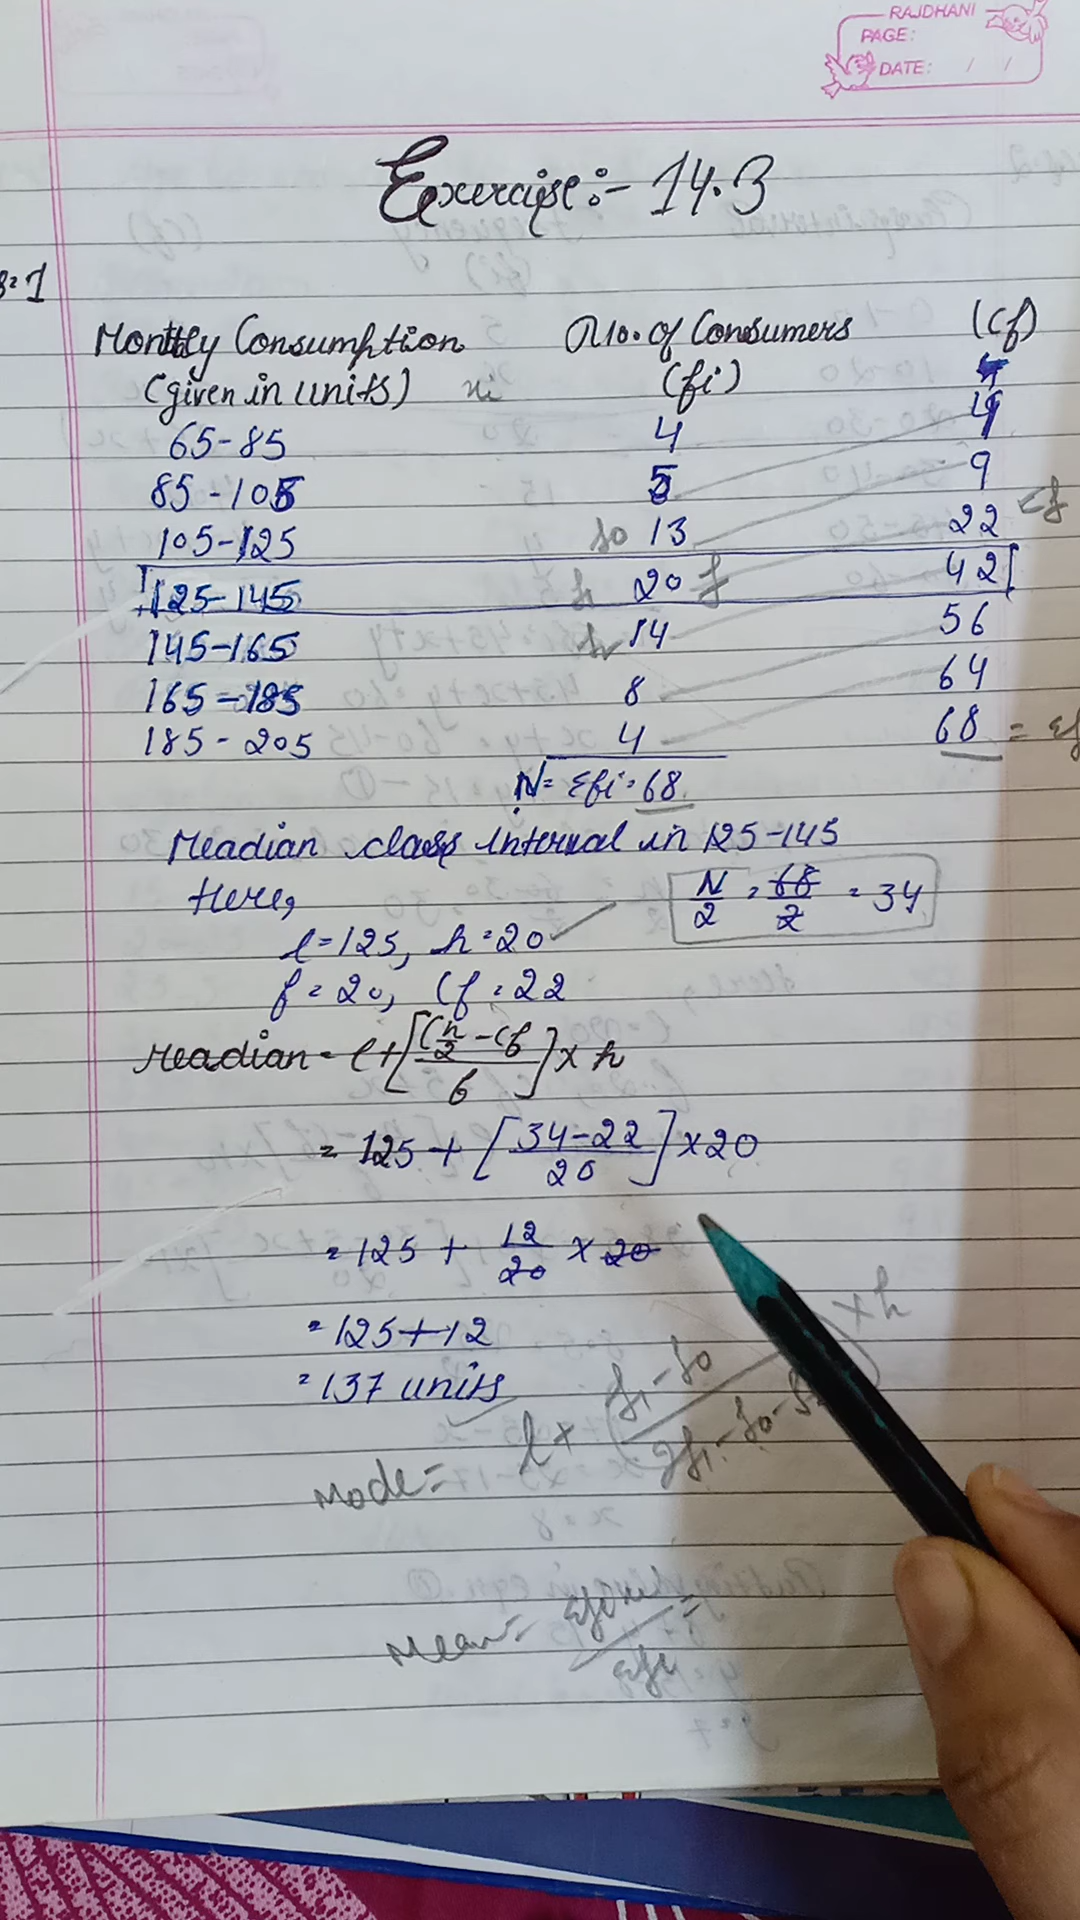 RAJDHANI
PAGE:
DATE: / /
Exercise:- 14.3
1
Monthly Consumption No. of Consumers (Cf)
(given in units) xi (fi)
65-85 4 4
85-105 5 9
105-125 f0 13 22 Cf
125-145 f1 20 f 42
145-165 f2 14 56
165-185 8 64
185-205 4 68 = Σf
N = Σfi = 68
Meadian class interval in 125-145
Here, N/2 = 68/2 = 34
l=125, h=20
f=20, Cf=22
Meadian = l+[(n/2 -Cf/f]× h
= 125 + [34-22/20]×20
= 125 + 12/20 × 20
= 125+12
= 137 units
Mode = l+ (f1-f0/2f1-f0-f2) ×h
Mean = Σfixi/Σfi =